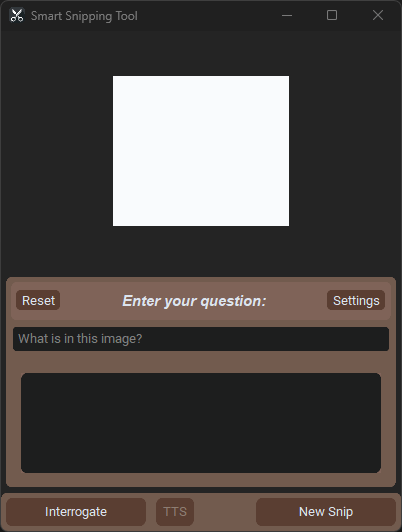 Smart Snipping Tool
Reset Enter your question: Settings
What is in this image?
Interrogate TTS New Snip